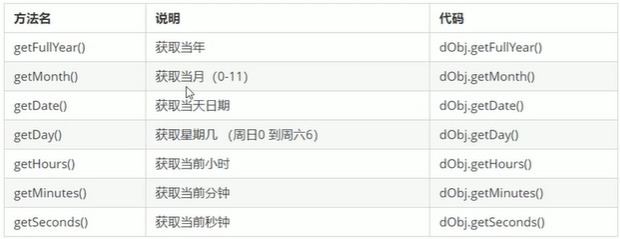 方法名 说明 代码
getFullYear() 获取当年 dObj.getFullYear()
getMonth() 获取当月（0-11） dObj.getMonth()
getDate() 获取当天日期 dObj.getDate()
getDay() 获取星期几 （周日0 到周六6） dObj.getDay()
getHours() 获取当前小时 dObj.getHours()
getMinutes() 获取当前分钟 dObj.getMinutes()
getSeconds() 获取当前秒钟 dObj.getSeconds()